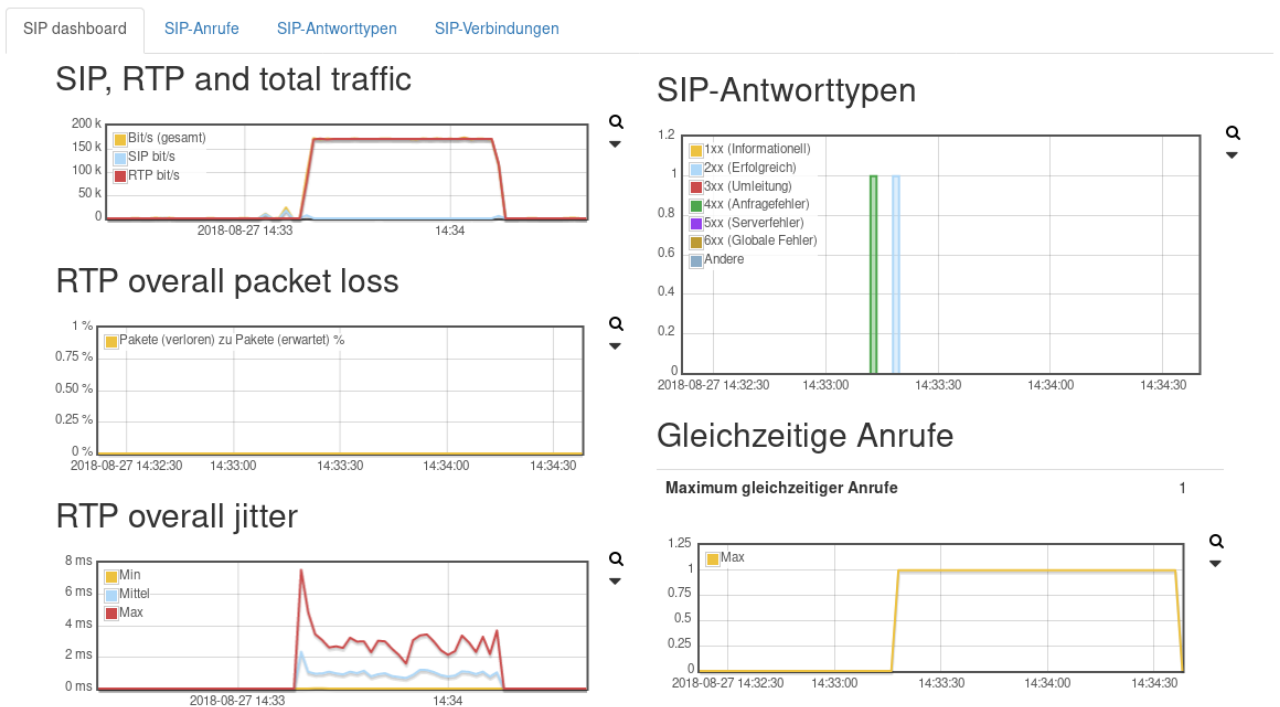 SIP dashboard SIP-Anrufe SIP-Antworttypen SIP-Verbindungen
SIP, RTP and total traffic
200 k
150 k
100 k
50 k
0
Bit/s (gesamt)
SIP bit/s
RTP bit/s
2018-08-27 14:33 14:34
RTP overall packet loss
1 %
0.75 %
0.50 %
0.25 %
0 %
Pakete (verloren) zu Pakete (erwartet) %
2018-08-27 14:32:30 14:33:00 14:33:30 14:34:00 14:34:30
RTP overall jitter
8 ms
6 ms
4 ms
2 ms
0 ms
Min
Mittel
Max
2018-08-27 14:33 14:34
SIP-Antworttypen
1.2
1
0.8
0.6
0.4
0.2
0
1xx (Informationell)
2xx (Erfolgreich)
3xx (Umleitung)
4xx (Anfragefehler)
5xx (Serverfehler)
6xx (Globale Fehler)
Andere
2018-08-27 14:32:30 14:33:00 14:33:30 14:34:00 14:34:30
Gleichzeitige Anrufe
Maximum gleichzeitiger Anrufe 1
1.25
1
0.75
0.5
0.25
0
Max
2018-08-27 14:32:30 14:33:00 14:33:30 14:34:00 14:34:30